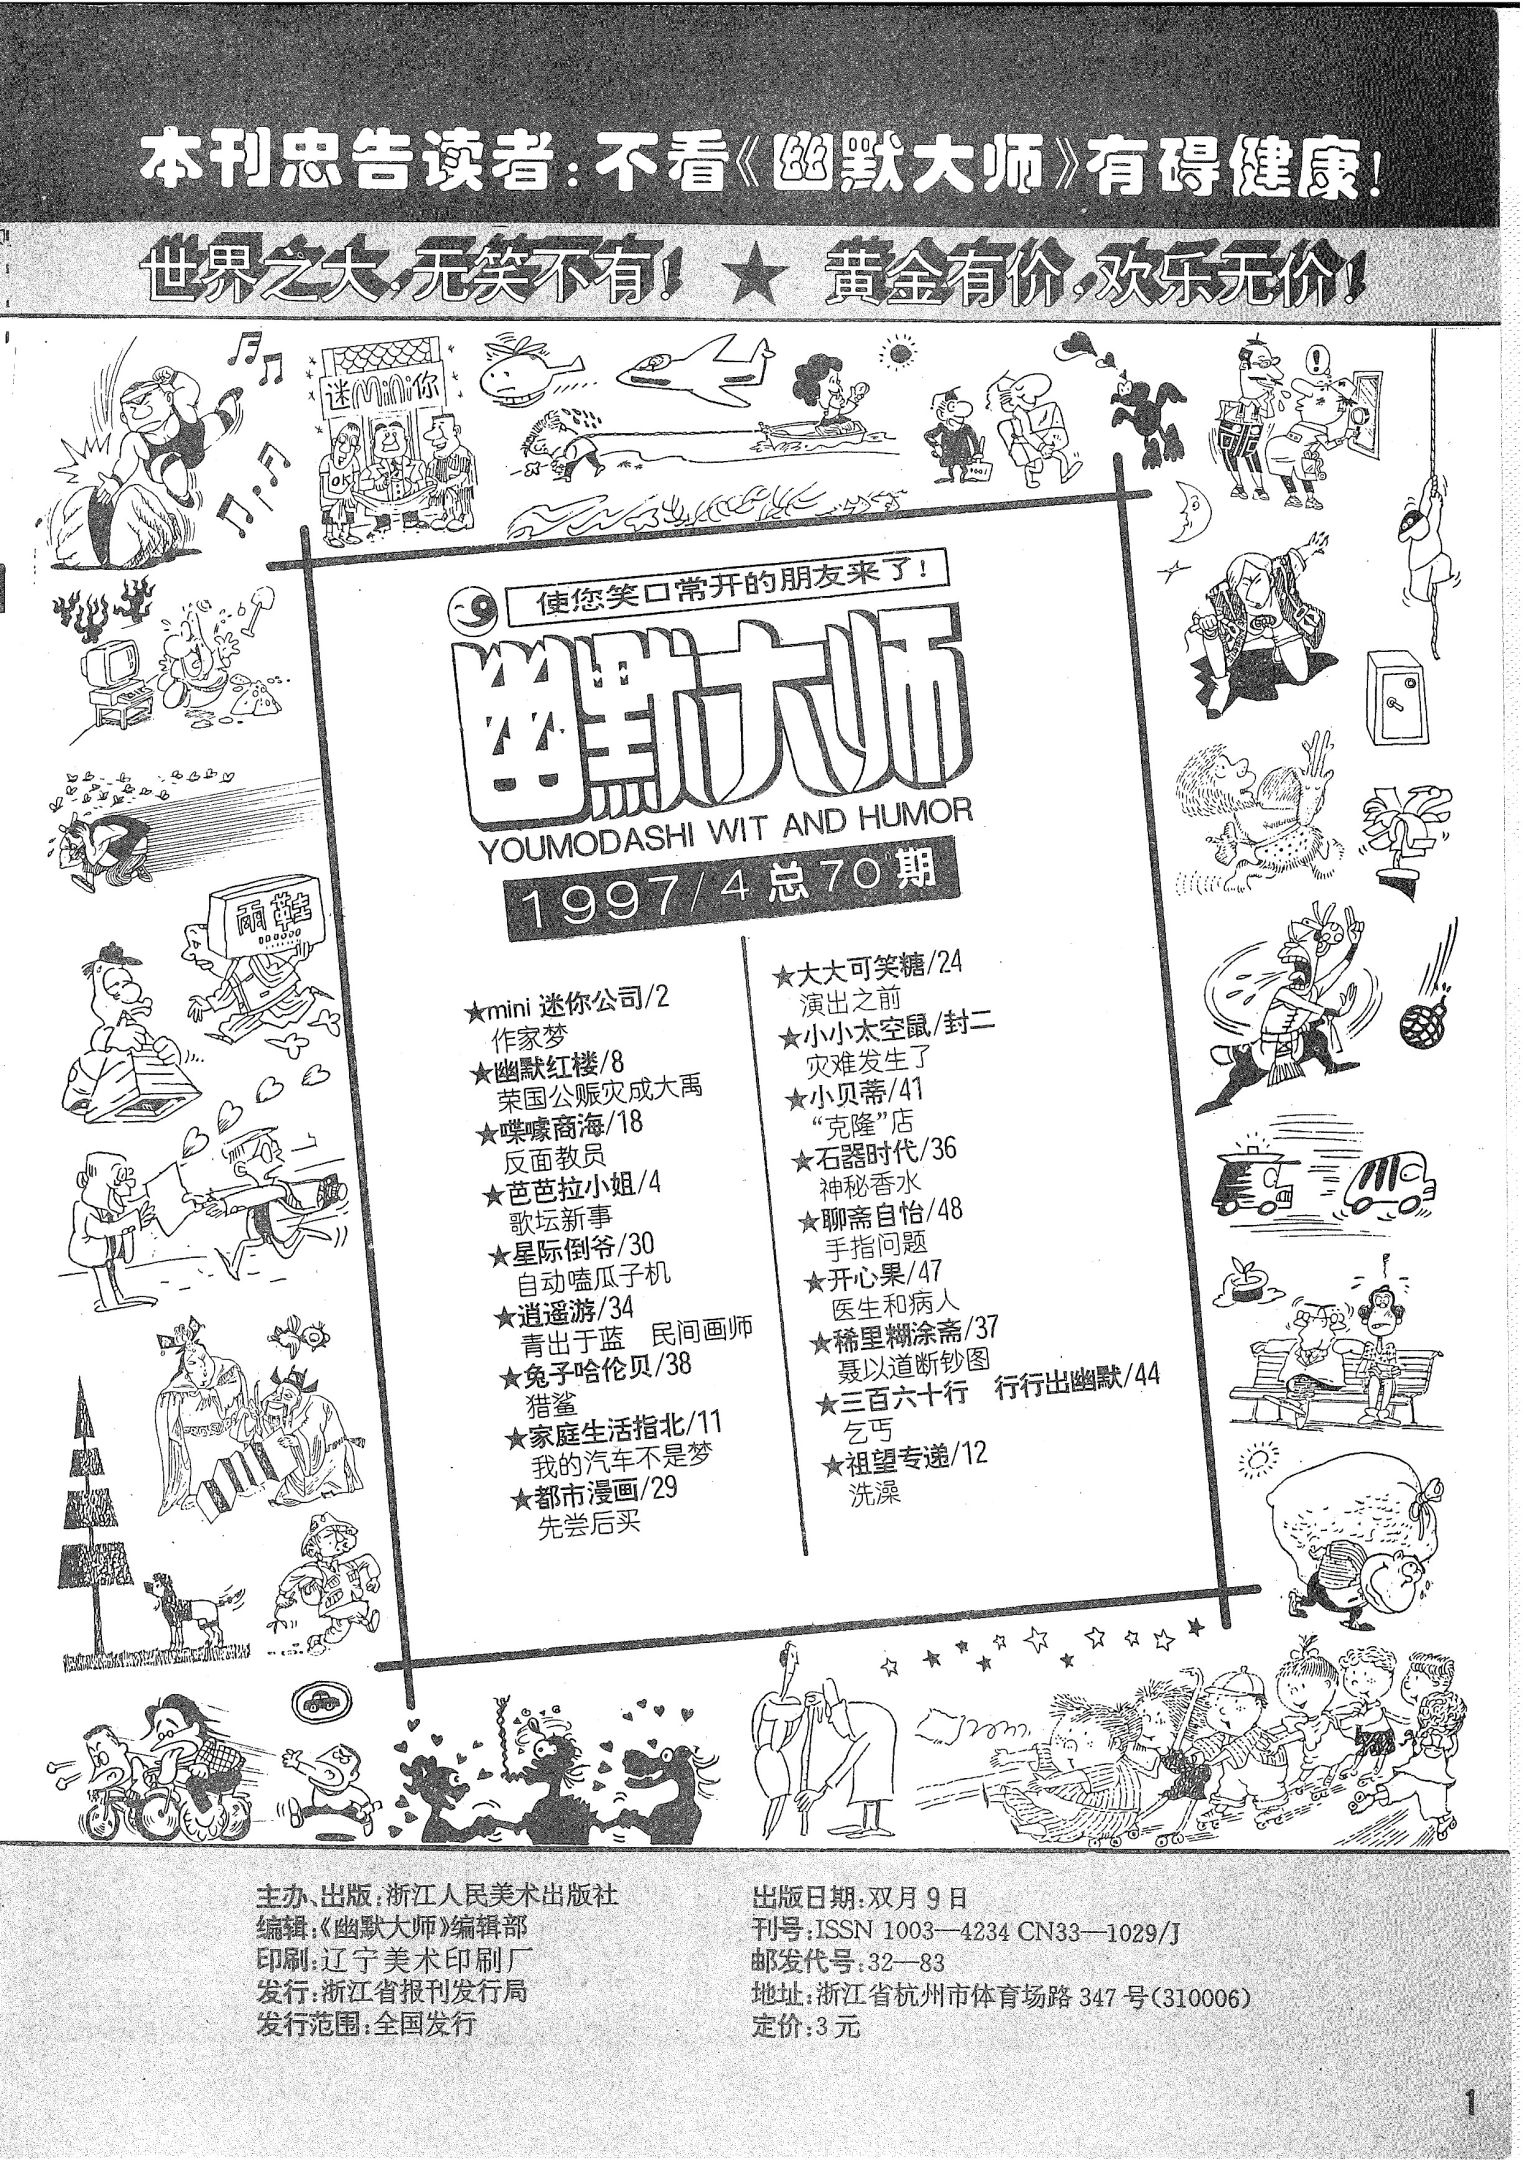 本刊忠告读者:不看《幽默大师》有碍健康!
世界之大,无笑不有! ★ 黄金有价,欢乐无价!
迷mini你
OK
!
使您笑口常开的朋友来了!
幽默大师
YOUMODASHI WIT AND HUMOR
1997/4 总70期
雨鞋
★mini 迷你公司/2
作家梦
★幽默红楼/8
荣国公赈灾成大禹
★喋嚎商海/18
反面教员
★芭芭拉小姐/4
歌坛新事
★星际倒爷/30
自动嗑瓜子机
★逍遥游/34
青出于蓝 民间画师
★兔子哈伦贝/38
猎鲨
★家庭生活指北/11
我的汽车不是梦
★都市漫画/29
先尝后买
★大大可笑糖/24
演出之前
★小小太空鼠/封二
灾难发生了
★小贝蒂/41
“克隆”店
★石器时代/36
神秘香水
★聊斋自怡/48
手指问题
★开心果/47
医生和病人
★稀里糊涂斋/37
聂以道断钞图
★三百六十行 行行出幽默/44
乞丐
★祖望专递/12
洗澡
主办、出版:浙江人民美术出版社
编辑:《幽默大师》编辑部
印刷:辽宁美术印刷厂
发行:浙江省报刊发行局
发行范围:全国发行
出版日期:双月9日
刊号:ISSN 1003—4234 CN33—1029/J
邮发代号:32—83
地址:浙江省杭州市体育场路347号(310006)
定价:3元
1